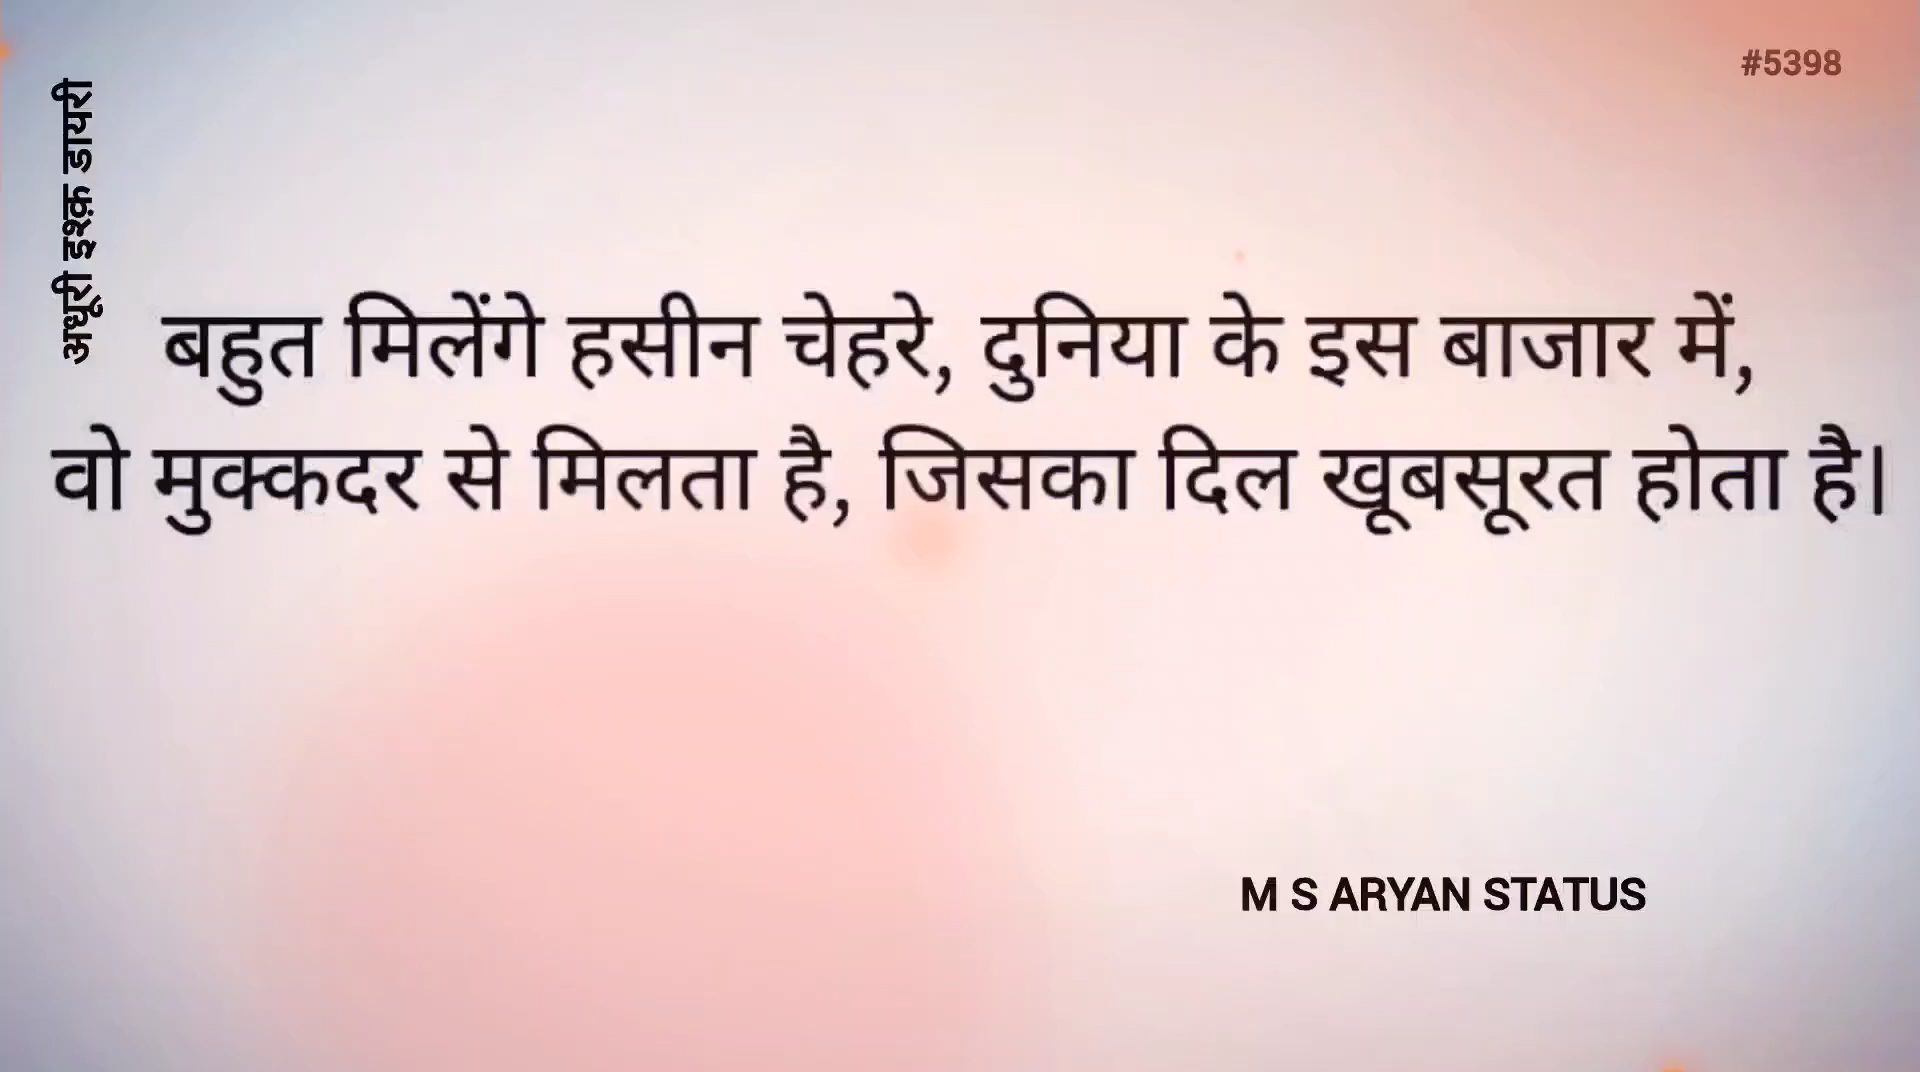 #5398
अधूरी इश्क़ डायरी
बहुत मिलेंगे हसीन चेहरे, दुनिया के इस बाजार में,
वो मुक्कदर से मिलता है, जिसका दिल खूबसूरत होता है।
M S ARYAN STATUS